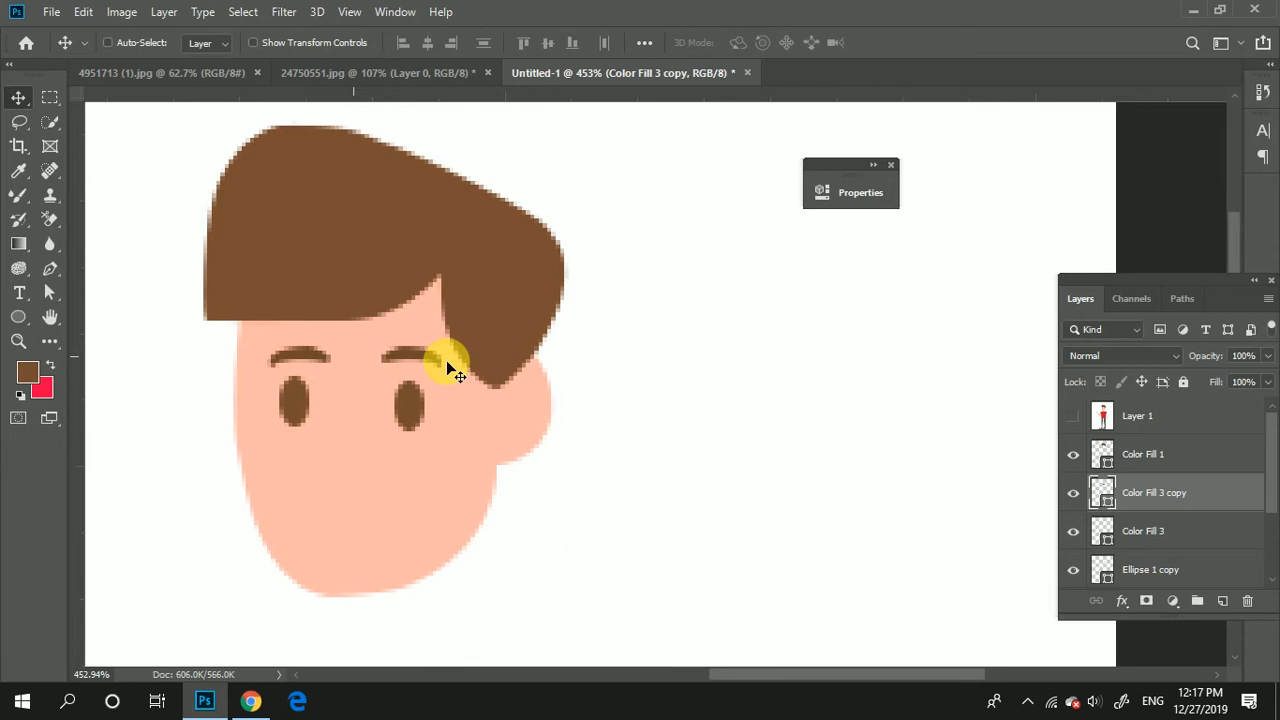 Ps File Edit Image Layer Type Select Filter 3D View Window Help
Auto-Select: Layer Show Transform Controls 3D Mode:
4951713 (1).jpg @ 62.7% (RGB/8#) 24750551.jpg @ 107% (Layer 0, RGB/8) * Untitled-1 @ 453% (Color Fill 3 copy, RGB/8) *
Properties
Layers Channels Paths
Kind
Normal Opacity: 100%
Lock: Fill: 100%
Layer 1
Color Fill 1
Color Fill 3 copy
Color Fill 3
Ellipse 1 copy
fx
452.94% Doc: 606.0K/566.0K
Ps ENG 12:17 PM
12/27/2019